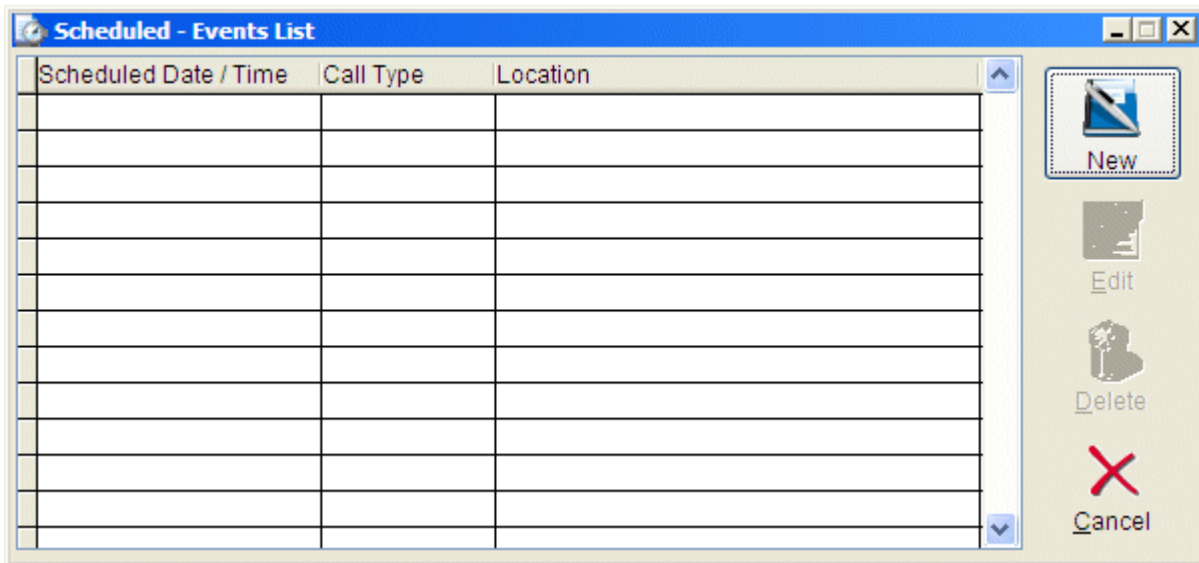 Scheduled - Events List
Scheduled Date / Time Call Type Location
New
Edit
Delete
Cancel